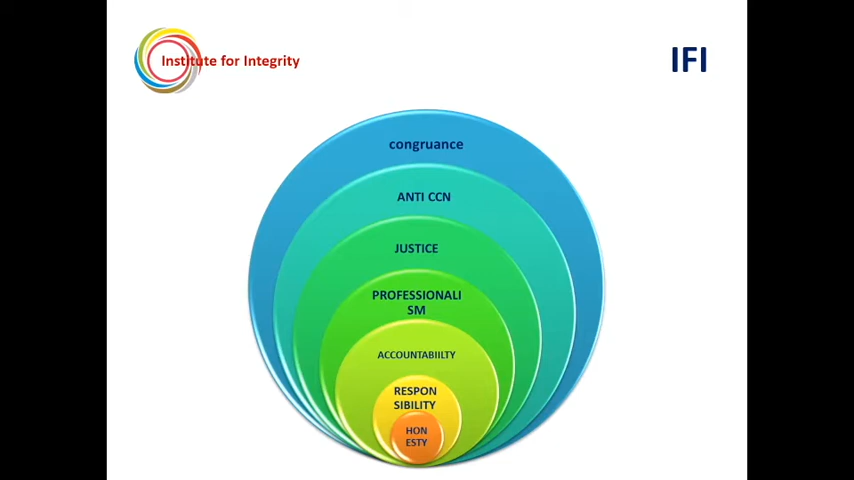 Institute for Integrity
IFI
congruance
ANTI CCN
JUSTICE
PROFESSIONALI
SM
ACCOUNTABIILTY
RESPON
SIBILITY
HON
ESTY